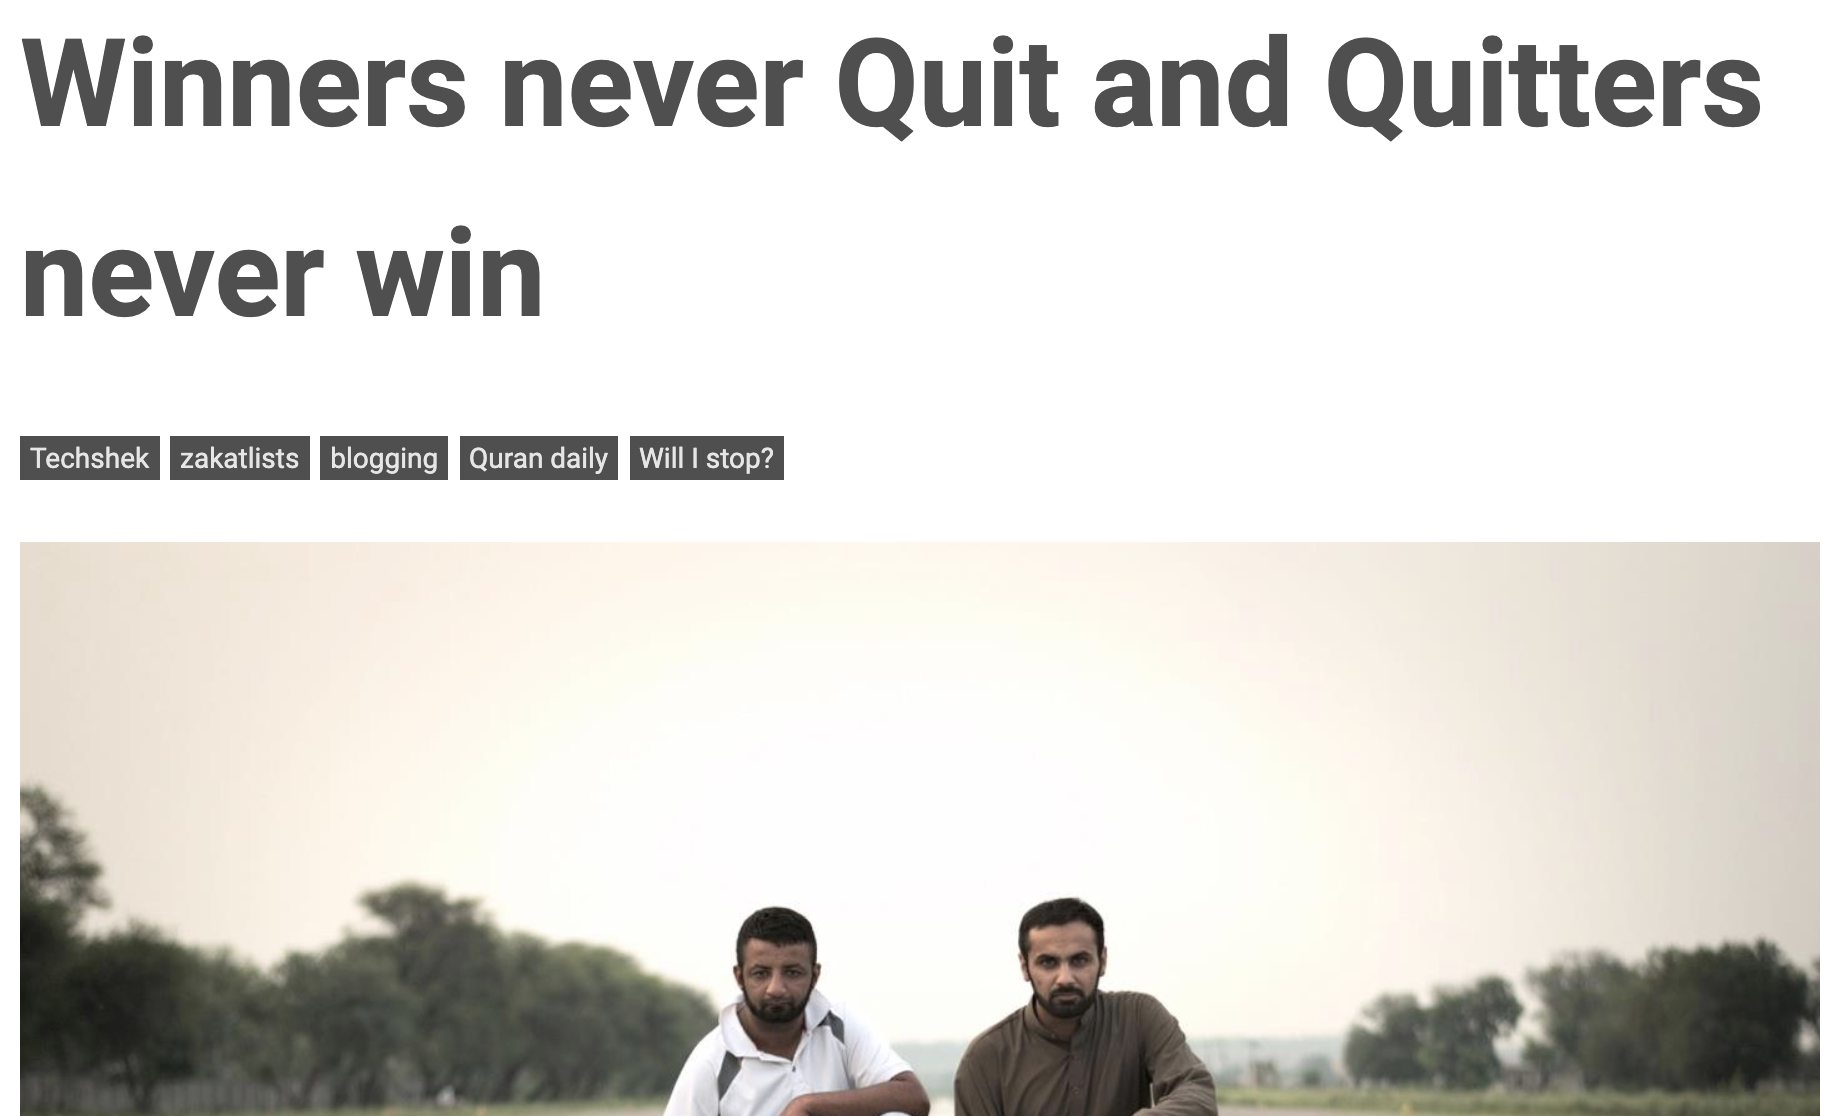 Winners never Quit and Quitters
never win
Techshek zakatlists blogging Quran daily Will I stop?